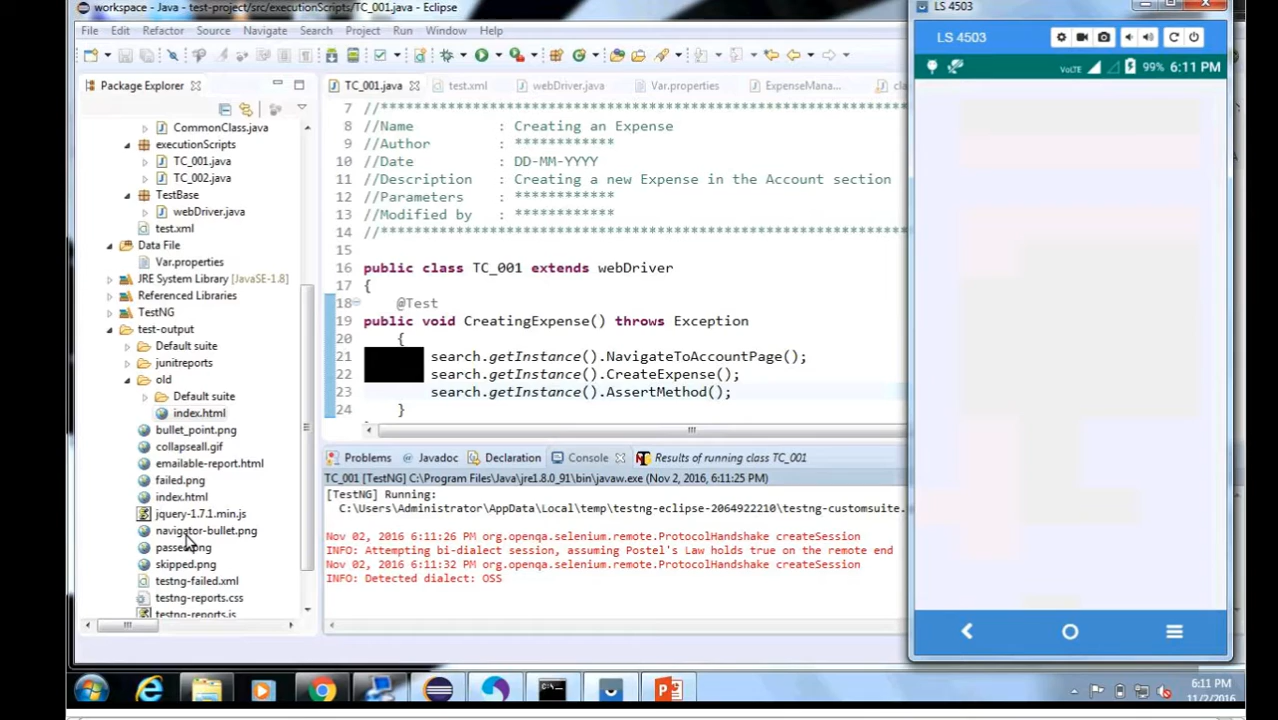 workspace - Java - test-project/src/executionScripts/TC_001.java - Eclipse
File Edit Refactor Source Navigate Search Project Run Window
Package Explorer
CommonClass.java
executionScripts
TC_001.java
TC_002.java
TestBase
webDriver.java
test.xml
Data File
Var.properties
JRE System Library [JavaSE-1.8]
Referenced Libraries
TestNG
test-output
Default suite
junitreports
old
Default suite
index.html
bullet_point.png
collapseall.gif
emailable-report.html
failed.png
index.html
jquery-1.7.1.min.js
navigator-bullet.png
passed.png
skipped.png
testng-failed.xml
testng-reports.css
testng-reports.js
TC_001.java test.xml webDriver.java Var.properties ExpenseMana...
7 //****************************************************
8 //Name : Creating an Expense
9 //Author : ************
10 //Date : DD-MM-YYYY
11 //Description : Creating a new Expense in the Account section
12 //Parameters : ************
13 //Modified by : ************
14 //****************************************************
15
16 public class TC_001 extends webDriver
17 {
18 @Test
19 public void CreatingExpense() throws Exception
20 {
21 search.getInstance().NavigateToAccountPage();
22 search.getInstance().CreateExpense();
23 search.getInstance().AssertMethod();
24 }
Problems Javadoc Declaration Console Results of running class TC_001
TC_001 [TestNG] C:\Program Files\Java\jre1.8.0_91\bin\javaw.exe (Nov 2, 2016 6:11:25 PM)
[TestNG] Running:
C:\Users\Administrator\AppData\Local\temp\testng-eclipse-2064922210\testng-customsuite.
Nov 02, 2016 6:11:26 PM org.openqa.selenium.remote.ProtocolHandshake createSession
INFO: Attempting bi-dialect session, assuming Postel's Law holds true on the remote end
Nov 02, 2016 6:11:32 PM org.openqa.selenium.remote.ProtocolHandshake createSession
INFO: Detected dialect: OSS
LS 4503
LS 4503
VoLTE 99% 6:11 PM
6:11 PM
11/2/2016